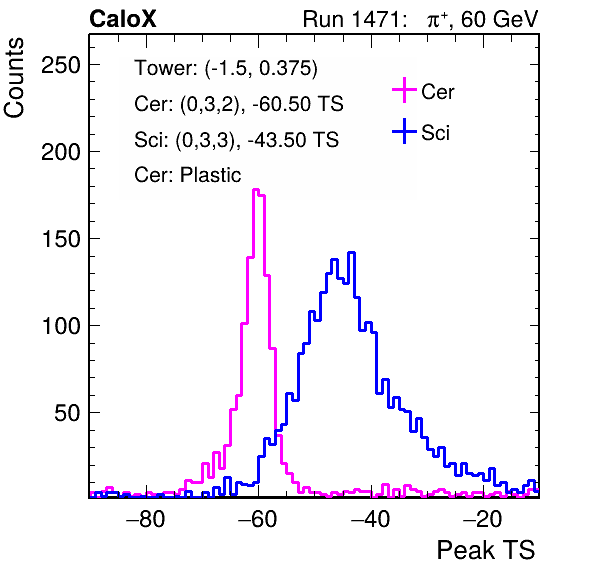 CaloX Run 1471: π⁺, 60 GeV
Counts
Tower: (-1.5, 0.375)
Cer: (0,3,2), -60.50 TS
Sci: (0,3,3), -43.50 TS
Cer: Plastic
Cer
Sci
250
200
150
100
50
−80 −60 −40 −20
Peak TS